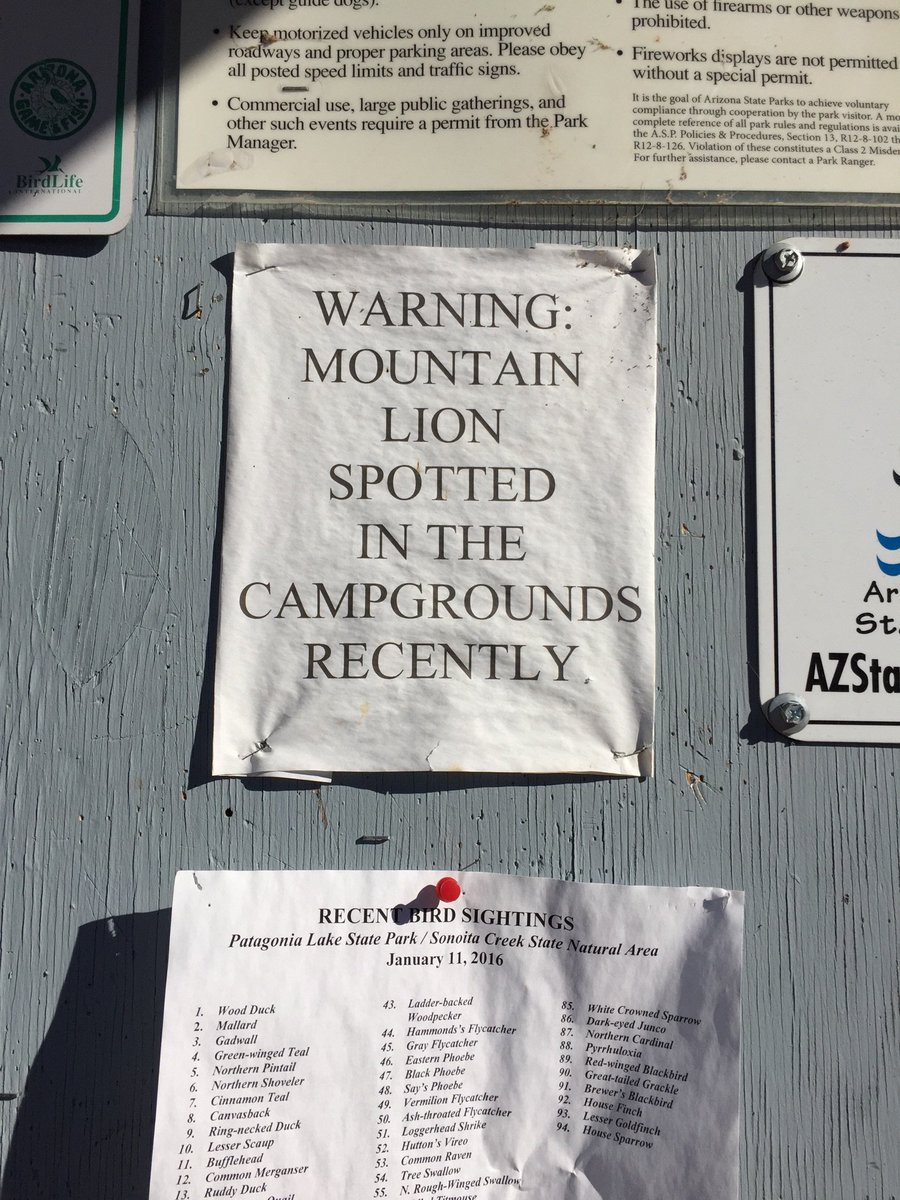 (except guide dogs).
• Keep motorized vehicles only on improved
roadways and proper parking areas. Please obey
all posted speed limits and traffic signs.
• Commercial use, large public gatherings, and
other such events require a permit from the Park
Manager.
• The use of firearms or other weapons
prohibited.
• Fireworks displays are not permitted
without a special permit.
It is the goal of Arizona State Parks to achieve voluntary
compliance through cooperation by the park visitor. A mo
complete reference of all park rules and regulations is avai
the A.S.P. Policies & Procedures, Section 13, R12-8-102 th
R12-8-126. Violation of these constitutes a Class 2 Misder
For further assistance, please contact a Park Ranger.
ARIZONA
GAME & FISH
BirdLife
INTERNATIONAL
WARNING:
MOUNTAIN
LION
SPOTTED
IN THE
CAMPGROUNDS
RECENTLY
Ar
St
AZSta
RECENT BIRD SIGHTINGS
Patagonia Lake State Park / Sonoita Creek State Natural Area
January 11, 2016
1. Wood Duck
2. Mallard
3. Gadwall
4. Green-winged Teal
5. Northern Pintail
6. Northern Shoveler
7. Cinnamon Teal
8. Canvasback
9. Ring-necked Duck
10. Lesser Scaup
11. Bufflehead
12. Common Merganser
13. Ruddy Duck
Quail
43. Ladder-backed
Woodpecker
44. Hammonds's Flycatcher
45. Gray Flycatcher
46. Eastern Phoebe
47. Black Phoebe
48. Say's Phoebe
49. Vermilion Flycatcher
50. Ash-throated Flycatcher
51. Loggerhead Shrike
52. Hutton's Vireo
53. Common Raven
54. Tree Swallow
55. N. Rough-Winged Swallow
Titmouse
85. White Crowned Sparrow
86. Dark-eyed Junco
87. Northern Cardinal
88. Pyrrhuloxia
89. Red-winged Blackbird
90. Great-tailed Grackle
91. Brewer's Blackbird
92. House Finch
93. Lesser Goldfinch
94. House Sparrow